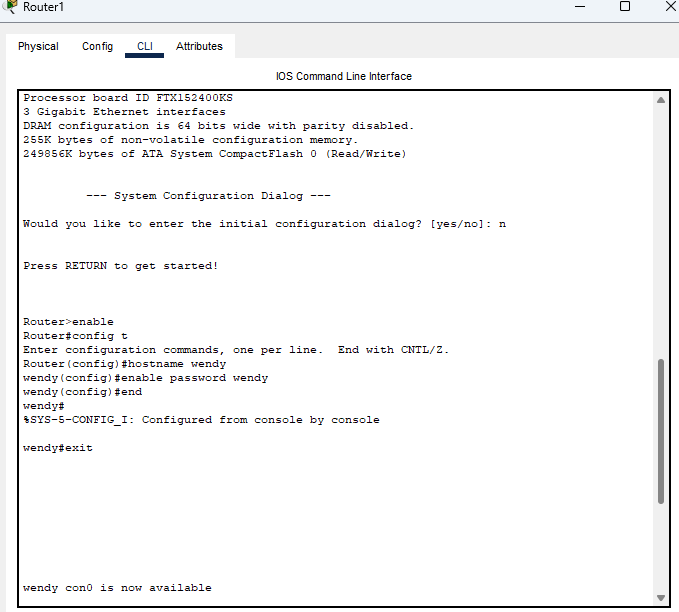 Router1
Physical Config CLI Attributes
IOS Command Line Interface
Processor board ID FTX152400KS
3 Gigabit Ethernet interfaces
DRAM configuration is 64 bits wide with parity disabled.
255K bytes of non-volatile configuration memory.
249856K bytes of ATA System CompactFlash 0 (Read/Write)
--- System Configuration Dialog ---
Would you like to enter the initial configuration dialog? [yes/no]: n
Press RETURN to get started!
Router>enable
Router#config t
Enter configuration commands, one per line.  End with CNTL/Z.
Router(config)#hostname wendy
wendy(config)#enable password wendy
wendy(config)#end
wendy#
%SYS-5-CONFIG_I: Configured from console by console
wendy#exit
wendy con0 is now available